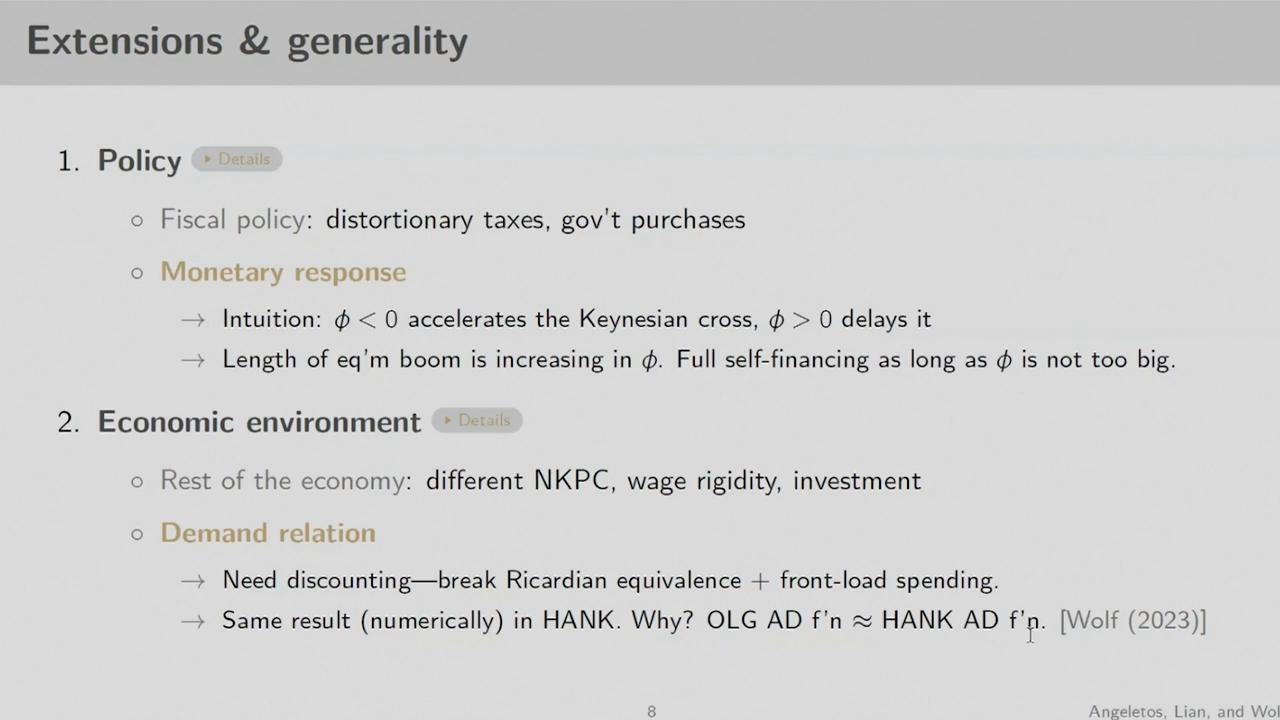 Extensions & generality
1. Policy ▸ Details
○ Fiscal policy: distortionary taxes, gov't purchases
○ Monetary response
→ Intuition: ϕ < 0 accelerates the Keynesian cross, ϕ > 0 delays it
→ Length of eq'm boom is increasing in ϕ. Full self-financing as long as ϕ is not too big.
2. Economic environment ▸ Details
○ Rest of the economy: different NKPC, wage rigidity, investment
○ Demand relation
→ Need discounting—break Ricardian equivalence + front-load spending.
→ Same result (numerically) in HANK. Why? OLG AD f'n ≈ HANK AD f'n. [Wolf (2023)]
8
Angeletos, Lian, and Wol